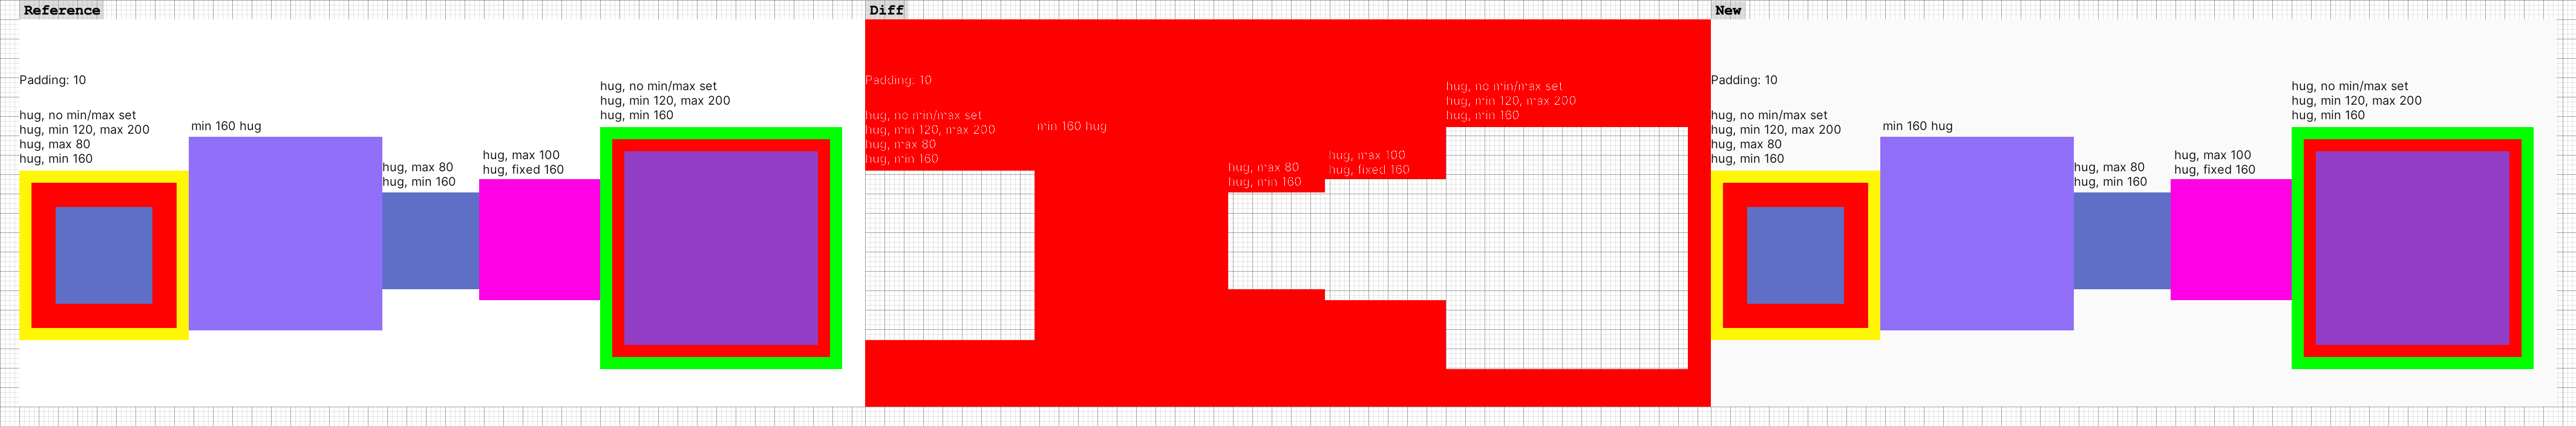 Reference
Padding: 10
hug, no min/max set
hug, min 120, max 200
hug, max 80
hug, min 160
min 160 hug
hug, max 80
hug, min 160
hug, max 100
hug, fixed 160
hug, no min/max set
hug, min 120, max 200
hug, min 160
Diff
Padding: 10
hug, no min/max set
hug, min 120, max 200
hug, max 80
hug, min 160
min 160 hug
hug, max 80
hug, min 160
hug, max 100
hug, fixed 160
hug, no min/max set
hug, min 120, max 200
hug, min 160
New
Padding: 10
hug, no min/max set
hug, min 120, max 200
hug, max 80
hug, min 160
min 160 hug
hug, max 80
hug, min 160
hug, max 100
hug, fixed 160
hug, no min/max set
hug, min 120, max 200
hug, min 160